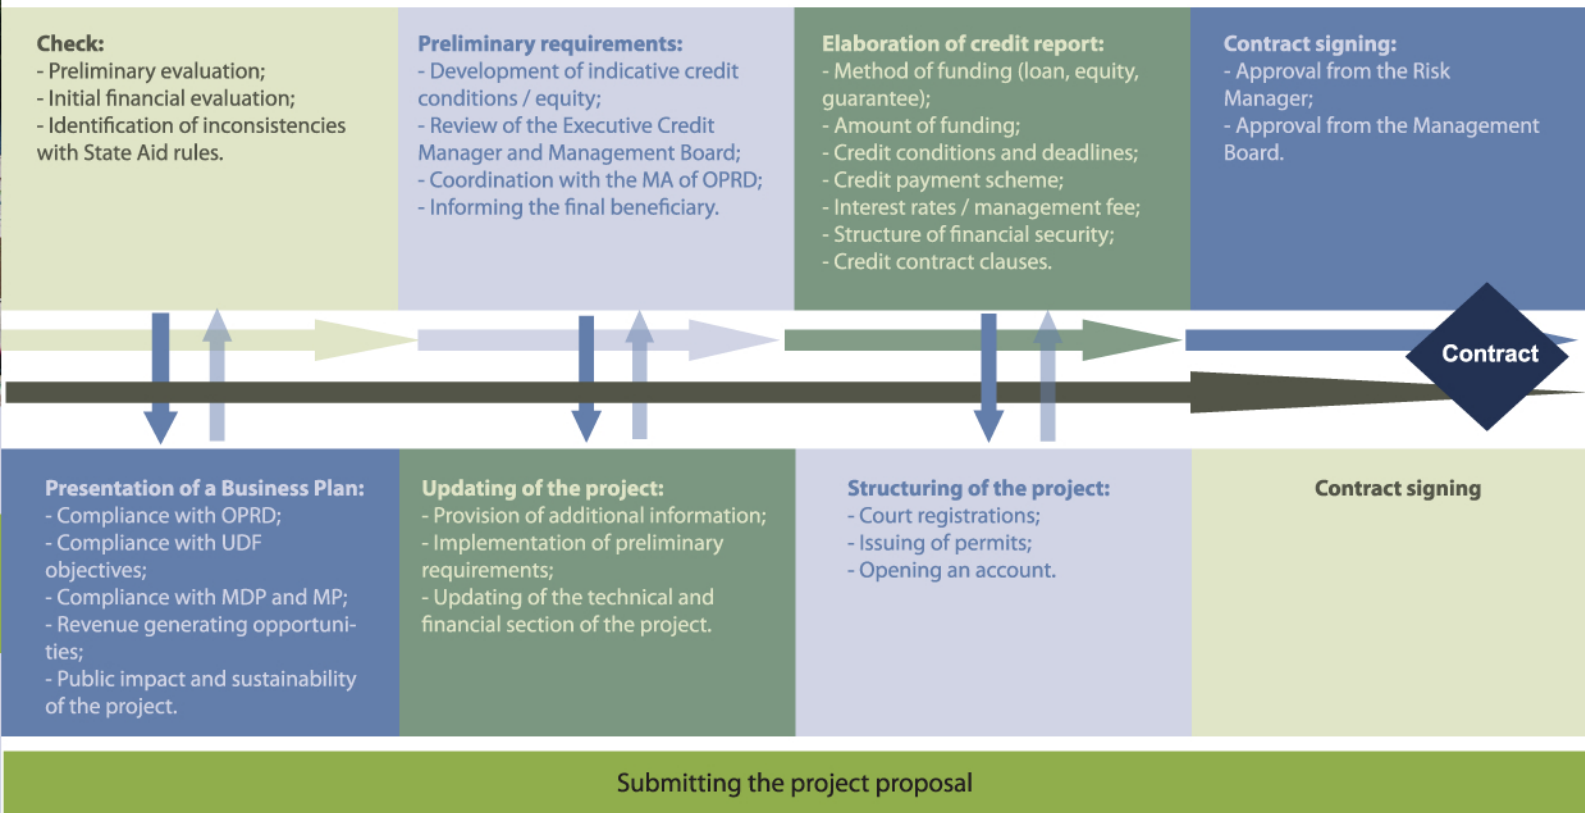 Check:
- Preliminary evaluation;
- Initial financial evaluation;
- Identification of inconsistencies
with State Aid rules.
Preliminary requirements:
- Development of indicative credit
conditions / equity;
- Review of the Executive Credit
Manager and Management Board;
- Coordination with the MA of OPRD;
- Informing the final beneficiary.
Elaboration of credit report:
- Method of funding (loan, equity,
guarantee);
- Amount of funding;
- Credit conditions and deadlines;
- Credit payment scheme;
- Interest rates / management fee;
- Structure of financial security;
- Credit contract clauses.
Contract signing:
- Approval from the Risk
Manager;
- Approval from the Management
Board.
Contract
Presentation of a Business Plan:
- Compliance with OPRD;
- Compliance with UDF
objectives;
- Compliance with MDP and MP;
- Revenue generating opportuni-
ties;
- Public impact and sustainability
of the project.
Updating of the project:
- Provision of additional information;
- Implementation of preliminary
requirements;
- Updating of the technical and
financial section of the project.
Structuring of the project:
- Court registrations;
- Issuing of permits;
- Opening an account.
Contract signing
Submitting the project proposal